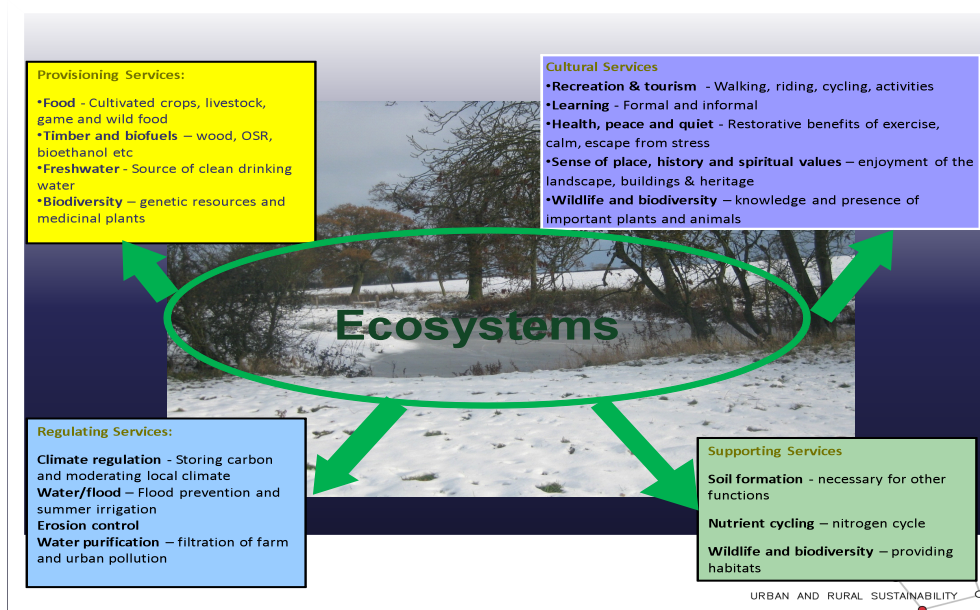 Provisioning Services:
•Food - Cultivated crops, livestock,
game and wild food
•Timber and biofuels – wood, OSR,
bioethanol etc
•Freshwater - Source of clean drinking
water
•Biodiversity – genetic resources and
medicinal plants
Cultural Services
•Recreation & tourism - Walking, riding, cycling, activities
•Learning - Formal and informal
•Health, peace and quiet - Restorative benefits of exercise,
calm, escape from stress
•Sense of place, history and spiritual values – enjoyment of the
landscape, buildings & heritage
•Wildlife and biodiversity – knowledge and presence of
important plants and animals
Ecosystems
Regulating Services:
Climate regulation - Storing carbon
and moderating local climate
Water/flood – Flood prevention and
summer irrigation
Erosion control
Water purification – filtration of farm
and urban pollution
Supporting Services
Soil formation - necessary for other
functions
Nutrient cycling – nitrogen cycle
Wildlife and biodiversity – providing
habitats
URBAN AND RURAL SUSTAINABILITY